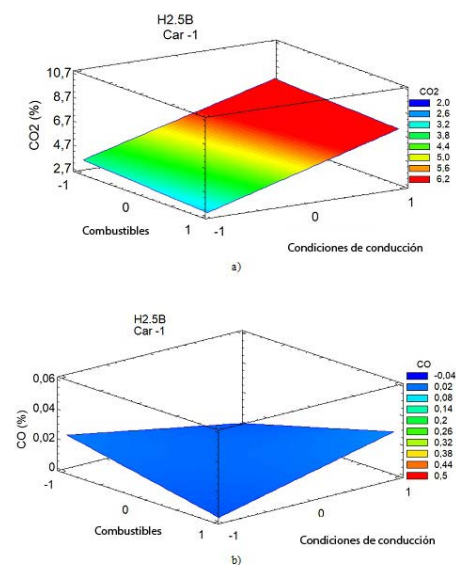 H2.5B
Car -1
10,7
8,7
6,7
4,7
2,7
CO2 (%)
-1
0
1
Combustibles
-1
0
1
Condiciones de conducción
CO2
2.0
2.6
3.2
3.8
4.4
5.0
5.6
6.2
a)
H2.5B
Car -1
0,06
0,04
0,02
0
CO (%)
-1
0
1
Combustibles
-1
0
1
Condiciones de conducción
CO
-0.04
0,02
0,08
0,14
0,2
0,26
0,32
0,38
0,44
0,5
b)